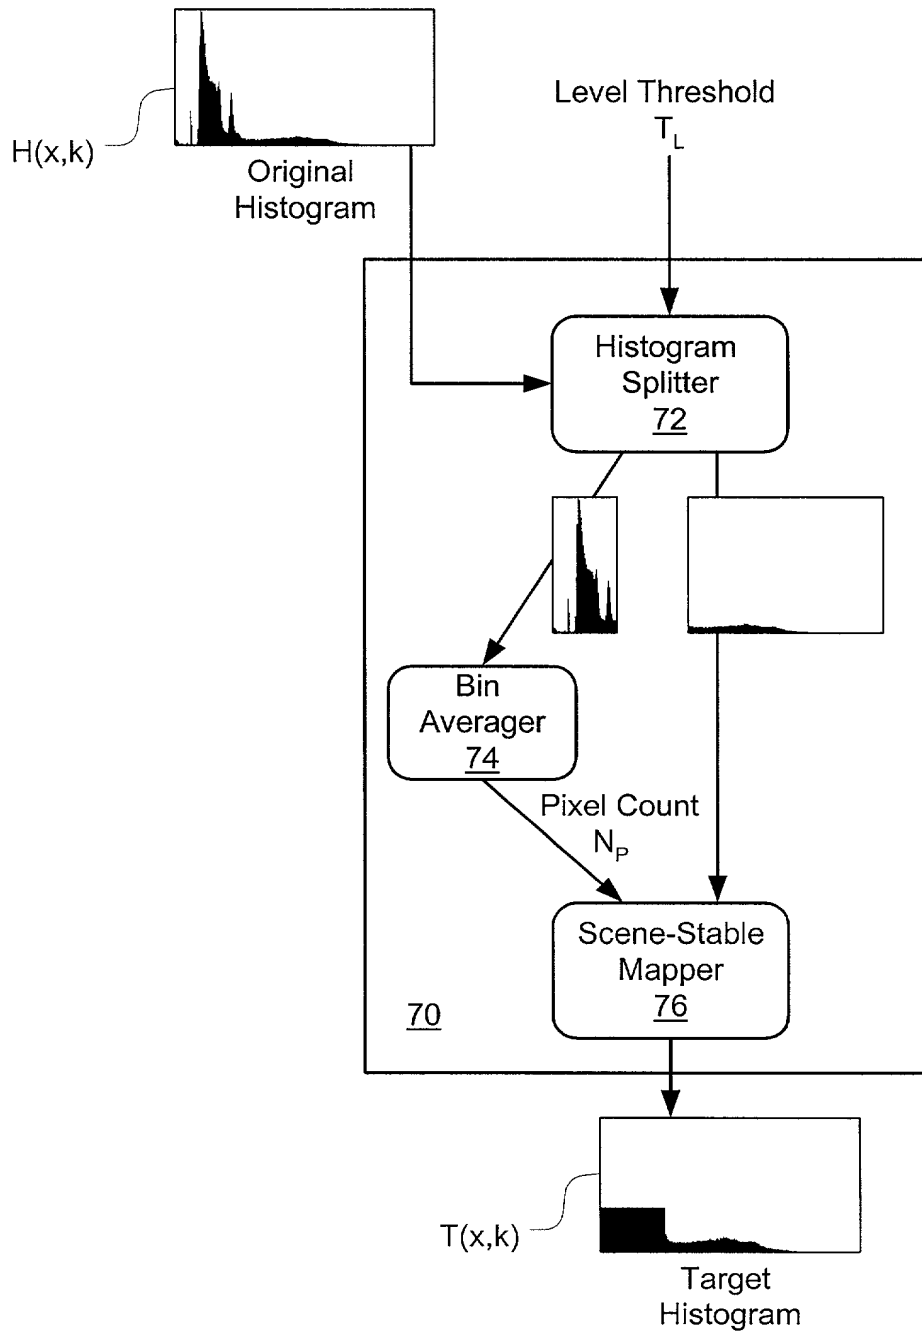 Level Threshold
T_L
H(x,k)
Original
Histogram
Histogram
Splitter
72
Bin
Averager
74
Pixel Count
N_P
Scene-Stable
Mapper
76
70
T(x,k)
Target
Histogram